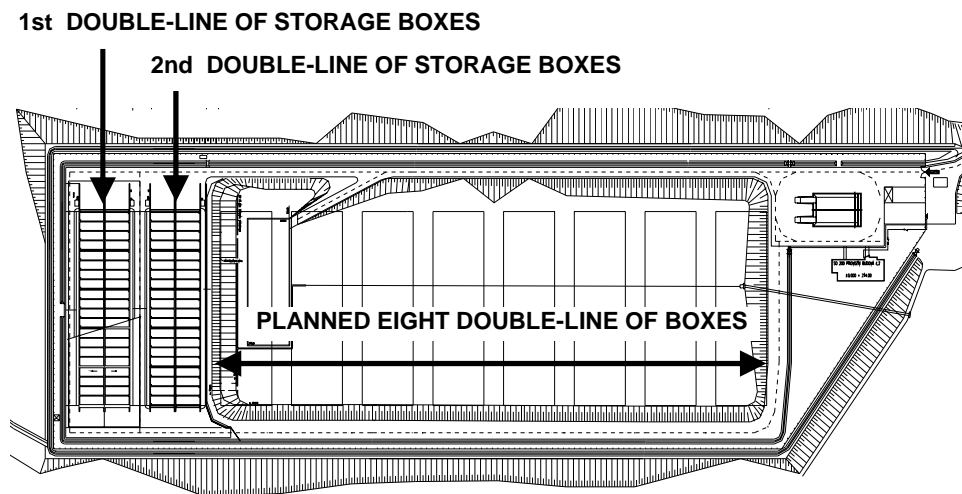 1st DOUBLE-LINE OF STORAGE BOXES
2nd DOUBLE-LINE OF STORAGE BOXES
PLANNED EIGHT DOUBLE-LINE OF BOXES